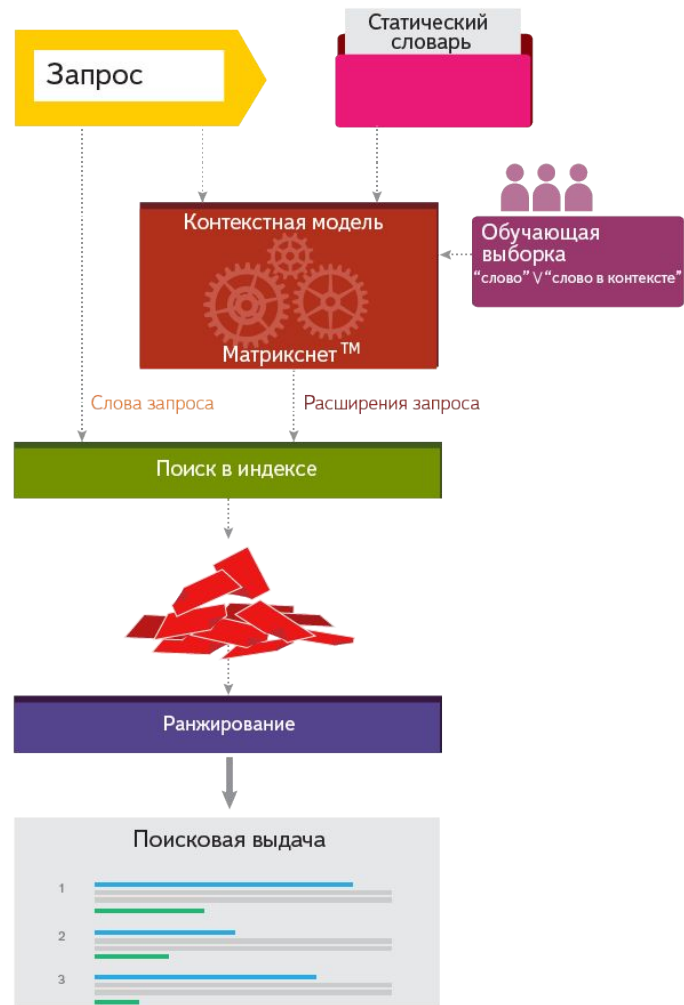 Запрос
Статический
словарь
Контекстная модель
Матрикснет™
Обучающая
выборка
“слово” \/ “слово в контексте”
Слова запроса
Расширения запроса
Поиск в индексе
Ранжирование
Поисковая выдача
1
2
3